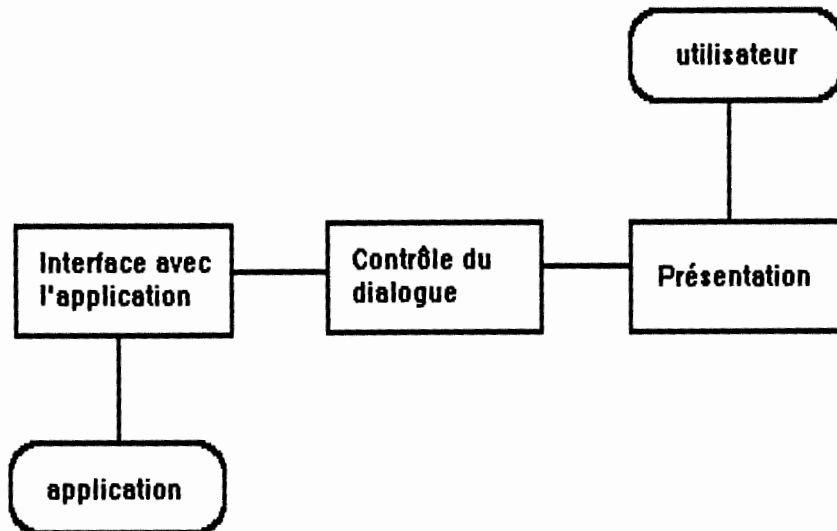 utilisateur
Interface avec
l'application
Contrôle du
dialogue
Présentation
application